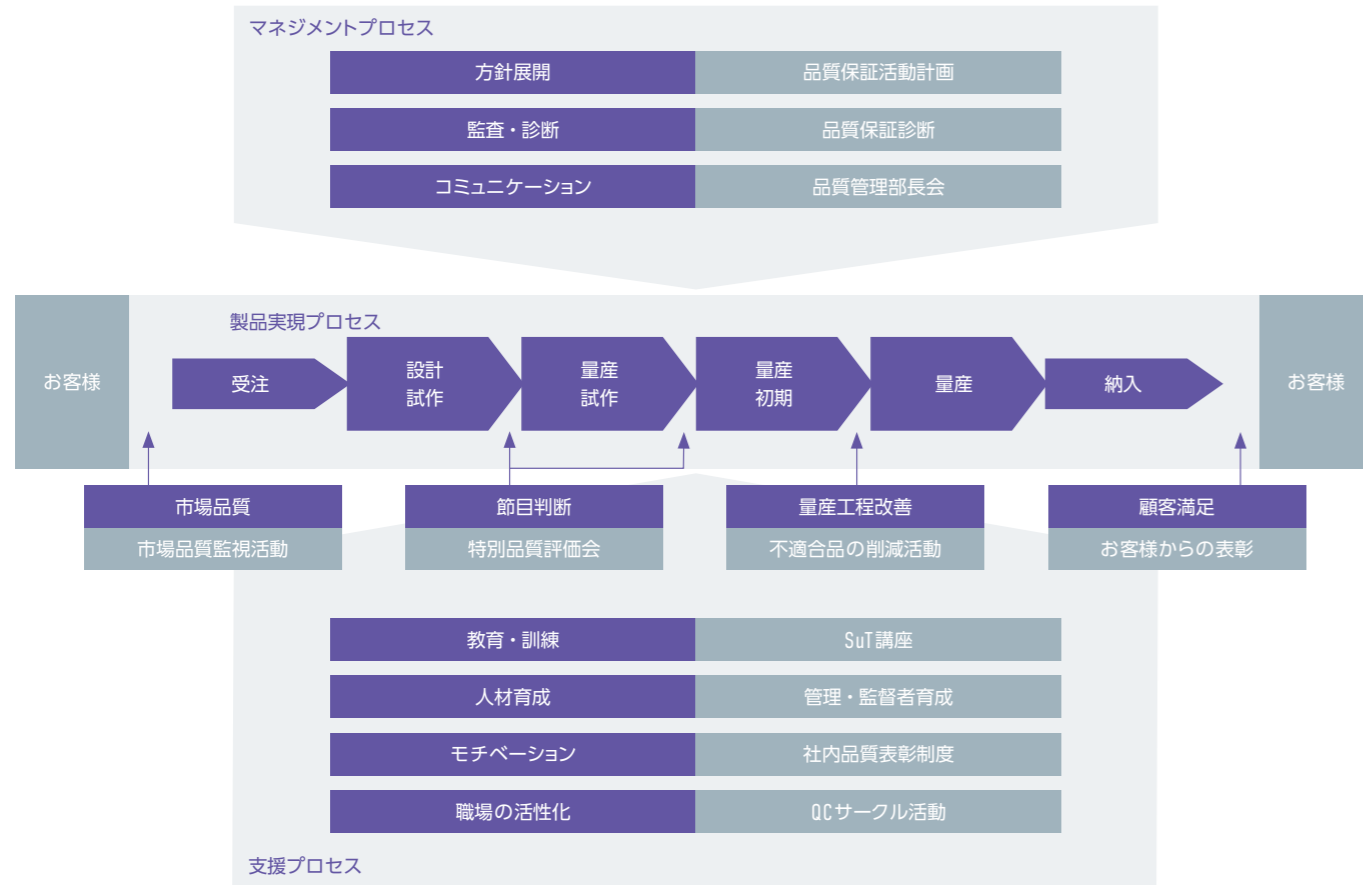 マネジメントプロセス
方針展開
品質保証活動計画
監査・診断
品質保証診断
コミュニケーション
品質管理部長会
製品実現プロセス
お客様
受注
設計
試作
量産
試作
量産
初期
量産
納入
お客様
市場品質
市場品質監視活動
節目判断
特別品質評価会
量産工程改善
不適合品の削減活動
顧客満足
お客様からの表彰
教育・訓練
SuT講座
人材育成
管理・監督者育成
モチベーション
社内品質表彰制度
職場の活性化
QCサークル活動
支援プロセス